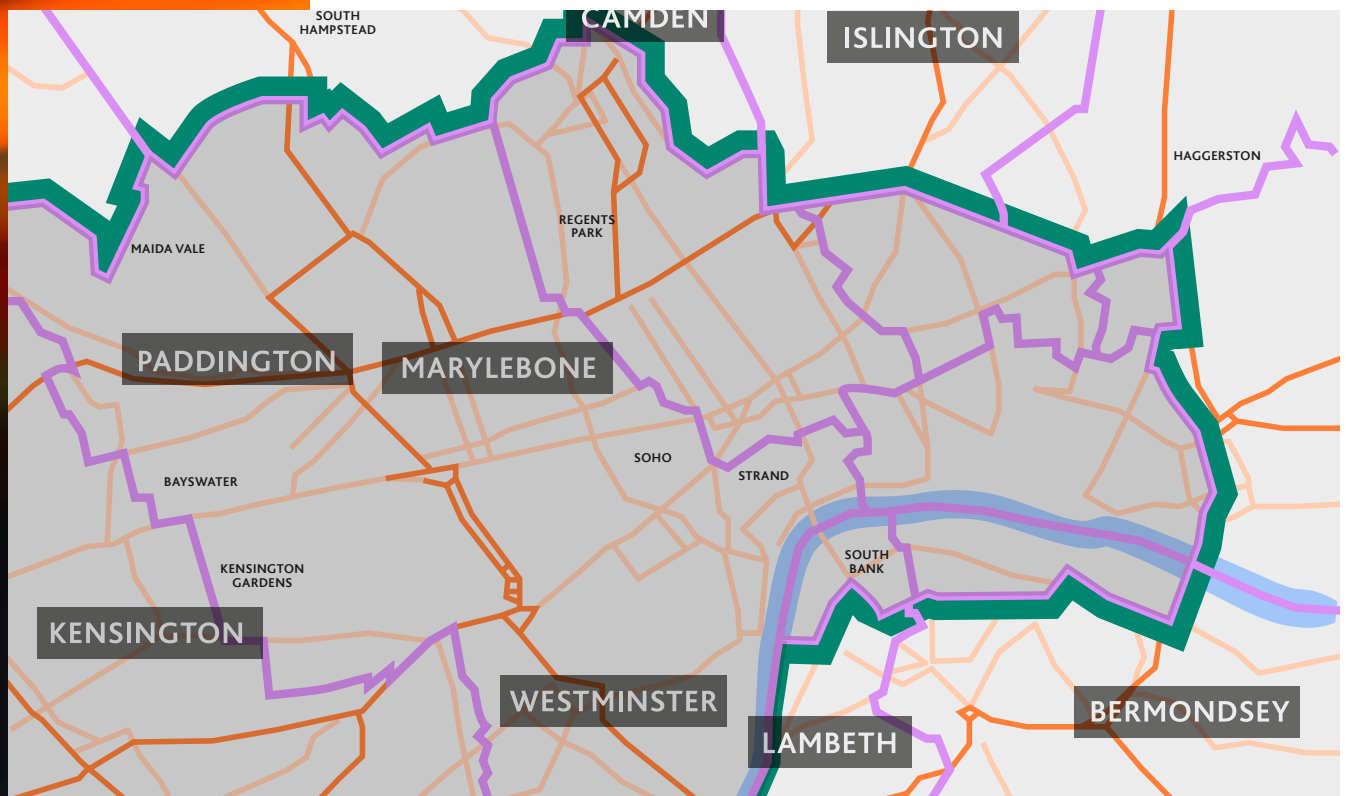 SOUTH
HAMPSTEAD
CAMDEN
ISLINGTON
HAGGERSTON
REGENTS
PARK
MAIDA VALE
PADDINGTON
MARYLEBONE
SOHO
STRAND
BAYSWATER
SOUTH
BANK
KENSINGTON
GARDENS
KENSINGTON
WESTMINSTER
BERMONDSEY
LAMBETH